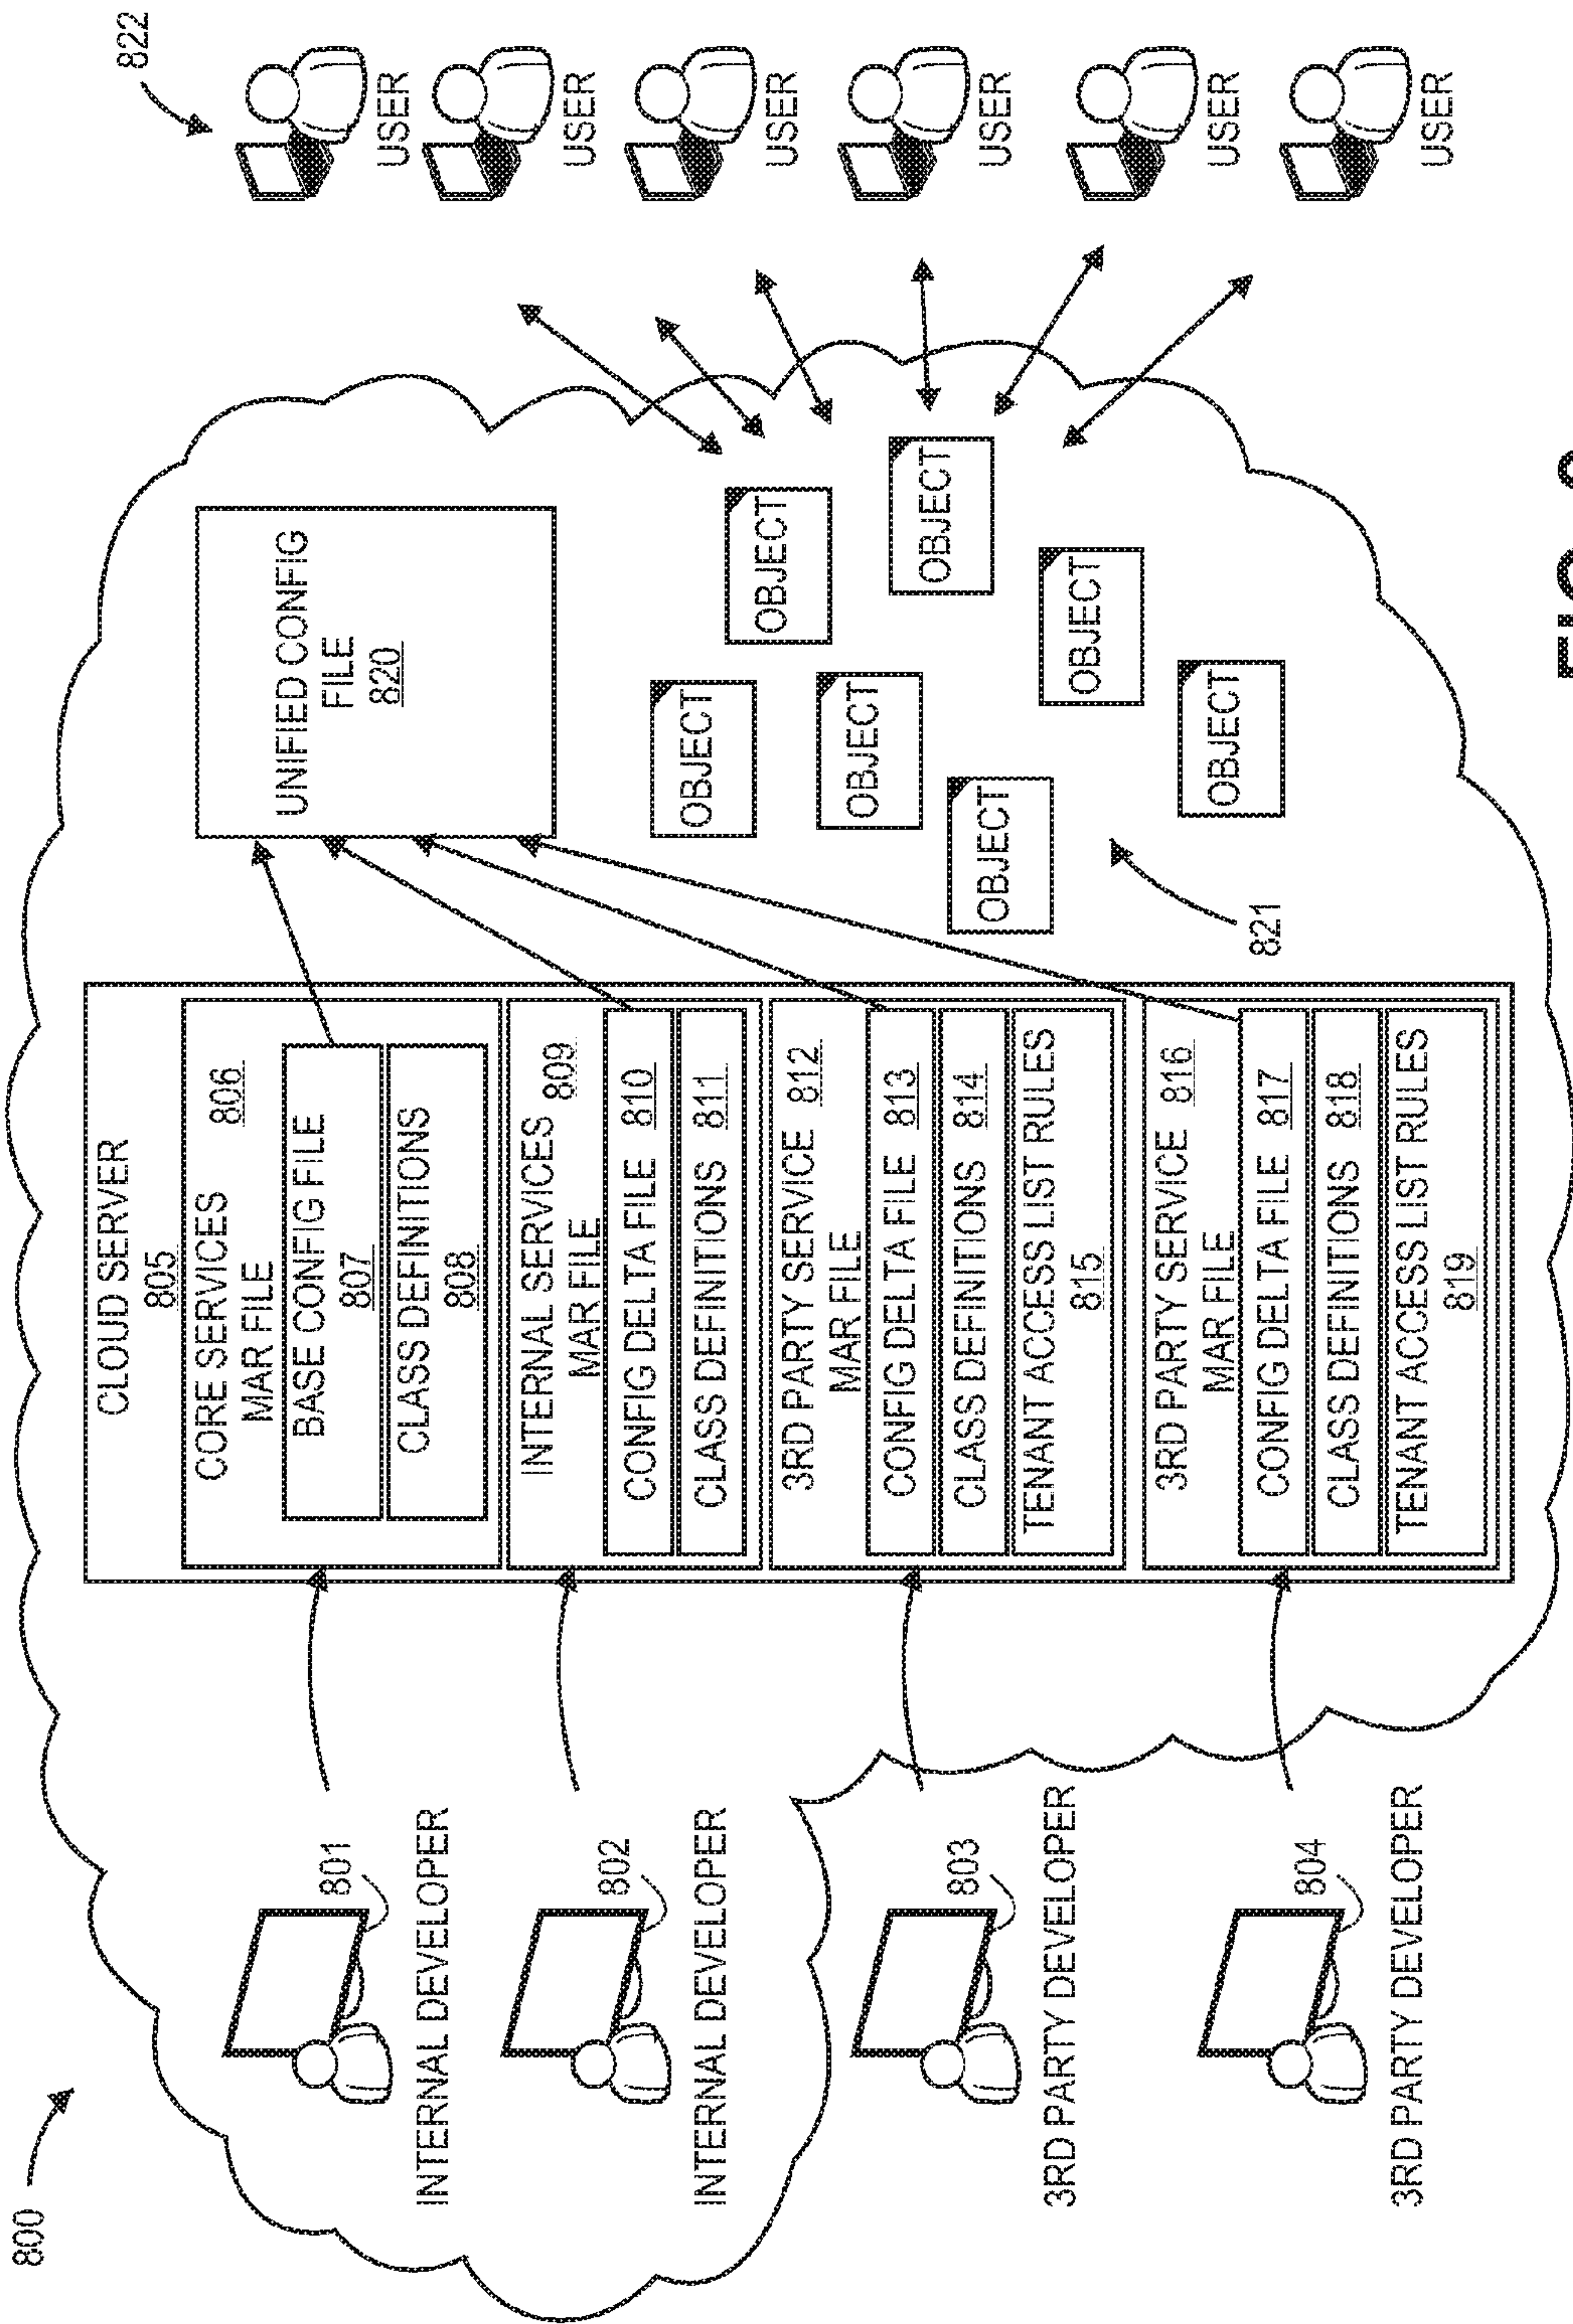 800
822
801
INTERNAL DEVELOPER
802
INTERNAL DEVELOPER
803
3RD PARTY DEVELOPER
804
3RD PARTY DEVELOPER
CLOUD SERVER
805
CORE SERVICES
MAR FILE
806
BASE CONFIG FILE
807
CLASS DEFINITIONS
808
INTERNAL SERVICES
MAR FILE
809
CONFIG DELTA FILE 810
CLASS DEFINITIONS 811
3RD PARTY SERVICE
MAR FILE
812
CONFIG DELTA FILE 813
CLASS DEFINITIONS 814
TENANT ACCESS LIST RULES
815
3RD PARTY SERVICE
MAR FILE
816
CONFIG DELTA FILE 817
CLASS DEFINITIONS 818
TENANT ACCESS LIST RULES
819
UNIFIED CONFIG
FILE
820
OBJECT
OBJECT
OBJECT
OBJECT
OBJECT
OBJECT
OBJECT
821
USER
USER
USER
USER
USER
USER